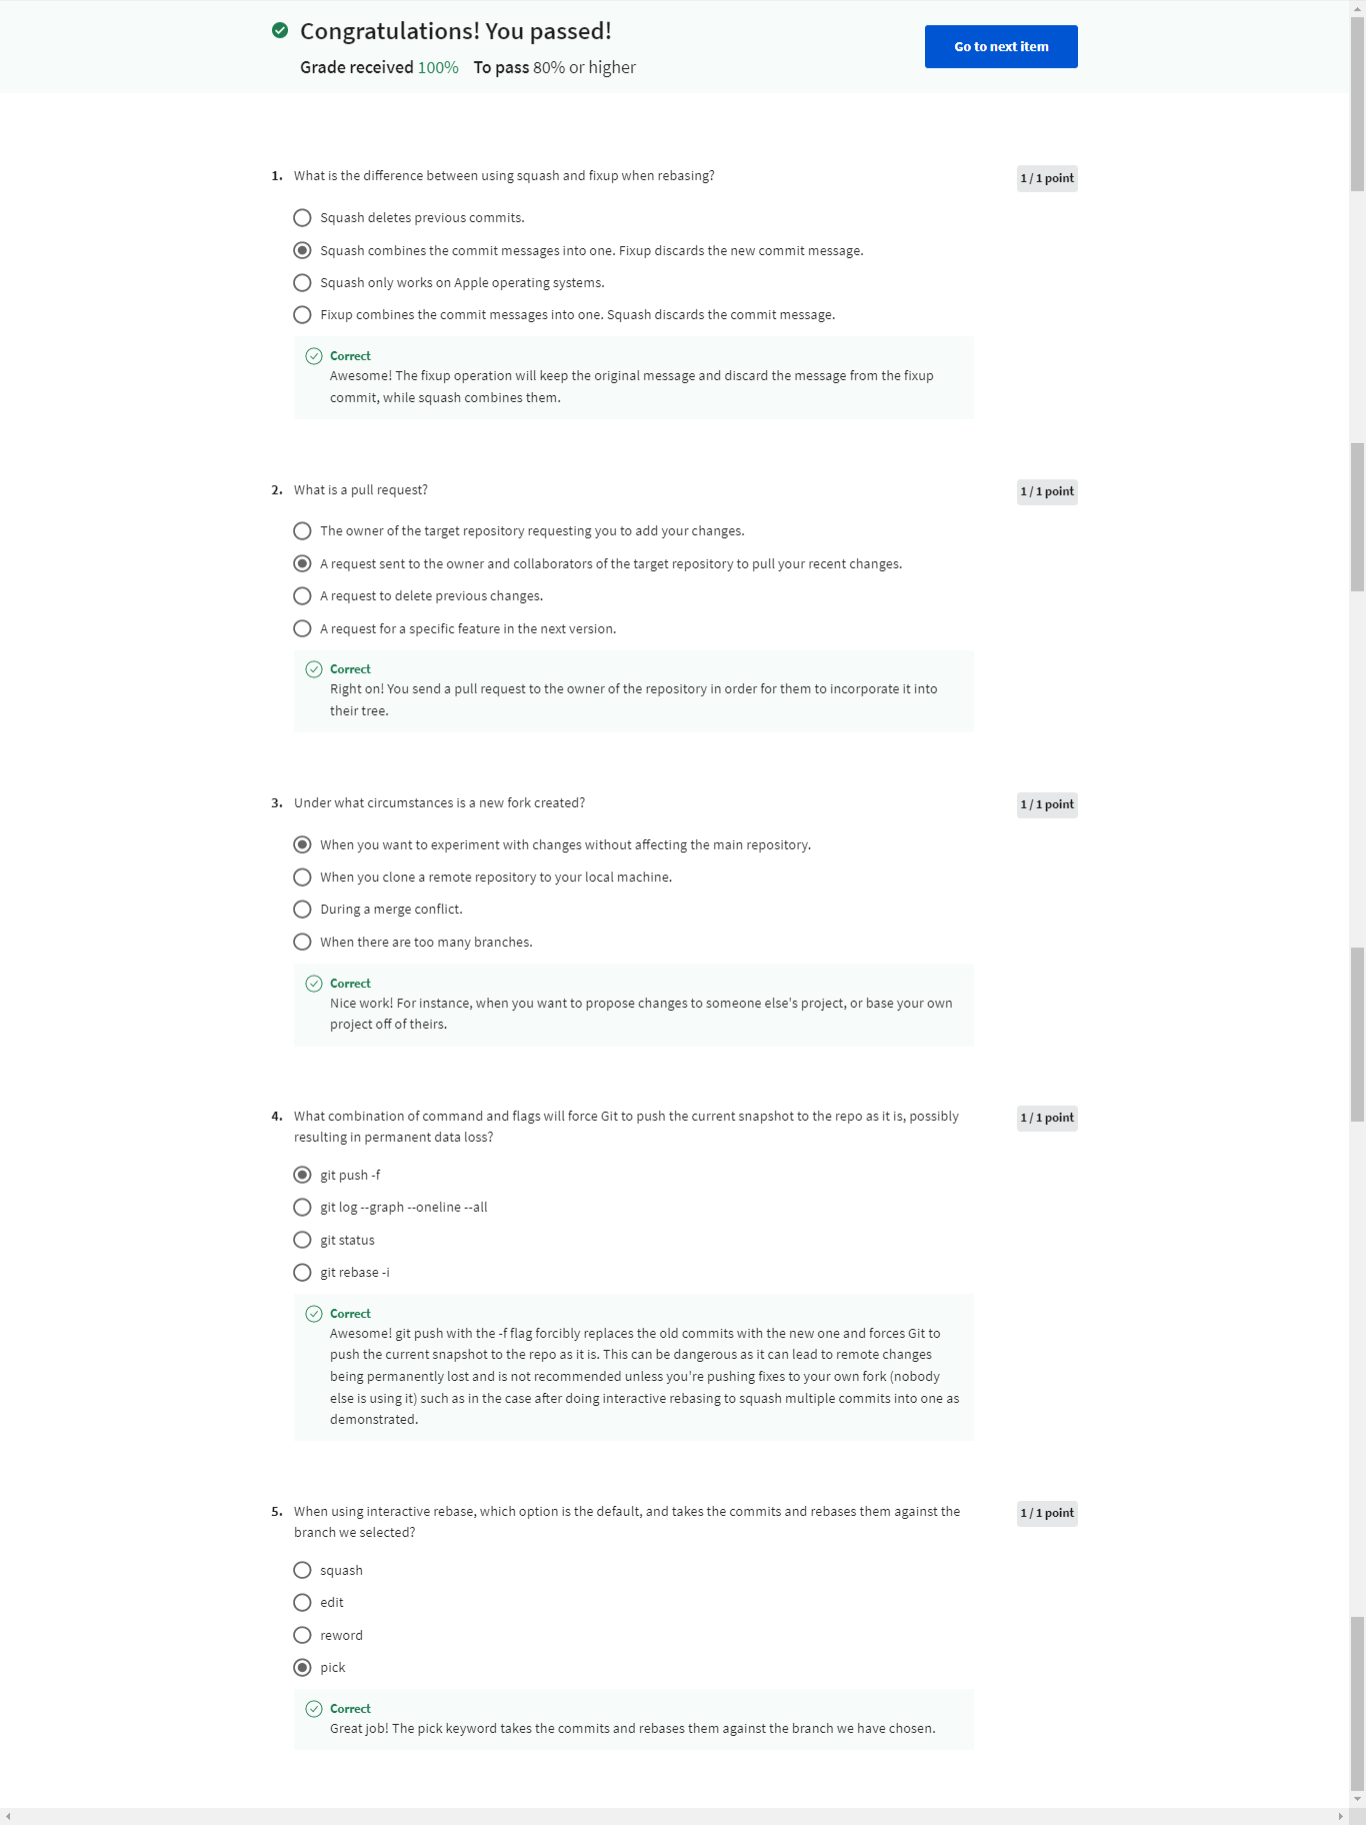 Congratulations! You passed!
Grade received 100% To pass 80% or higher
Go to next item
1. What is the difference between using squash and fixup when rebasing?
1 / 1 point
Squash deletes previous commits.
Squash combines the commit messages into one. Fixup discards the new commit message.
Squash only works on Apple operating systems.
Fixup combines the commit messages into one. Squash discards the commit message.
Correct
Awesome! The fixup operation will keep the original message and discard the message from the fixup
commit, while squash combines them.
2. What is a pull request?
1 / 1 point
The owner of the target repository requesting you to add your changes.
A request sent to the owner and collaborators of the target repository to pull your recent changes.
A request to delete previous changes.
A request for a specific feature in the next version.
Correct
Right on! You send a pull request to the owner of the repository in order for them to incorporate it into
their tree.
3. Under what circumstances is a new fork created?
1 / 1 point
When you want to experiment with changes without affecting the main repository.
When you clone a remote repository to your local machine.
During a merge conflict.
When there are too many branches.
Correct
Nice work! For instance, when you want to propose changes to someone else's project, or base your own
project off of theirs.
4. What combination of command and flags will force Git to push the current snapshot to the repo as it is, possibly
resulting in permanent data loss?
1 / 1 point
git push -f
git log --graph --oneline --all
git status
git rebase -i
Correct
Awesome! git push with the -f flag forcibly replaces the old commits with the new one and forces Git to
push the current snapshot to the repo as it is. This can be dangerous as it can lead to remote changes
being permanently lost and is not recommended unless you're pushing fixes to your own fork (nobody
else is using it) such as in the case after doing interactive rebasing to squash multiple commits into one as
demonstrated.
5. When using interactive rebase, which option is the default, and takes the commits and rebases them against the
branch we selected?
1 / 1 point
squash
edit
reword
pick
Correct
Great job! The pick keyword takes the commits and rebases them against the branch we have chosen.